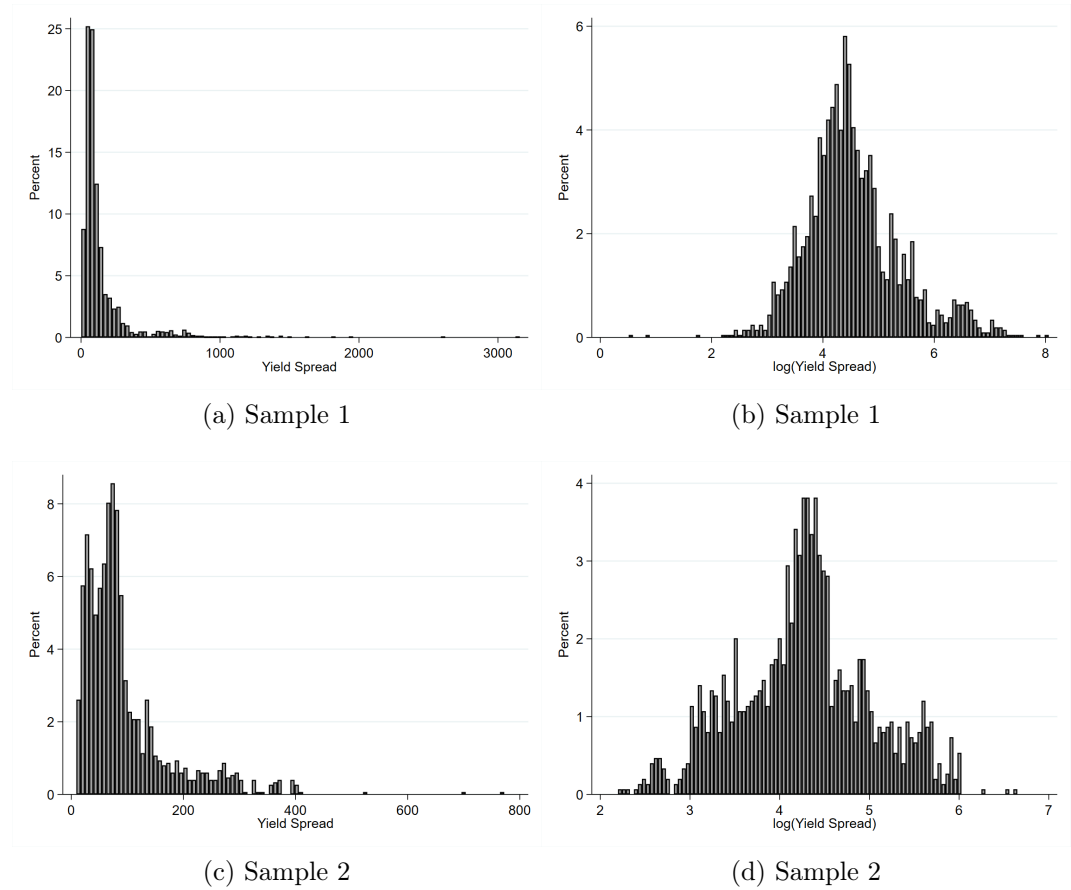 25
20
15
10
5
0
Percent
0 1000 2000 3000
Yield Spread
(a) Sample 1
6
4
2
0
Percent
0 2 4 6 8
log(Yield Spread)
(b) Sample 1
8
6
4
2
0
Percent
0 200 400 600 800
Yield Spread
(c) Sample 2
4
3
2
1
0
Percent
2 3 4 5 6 7
log(Yield Spread)
(d) Sample 2